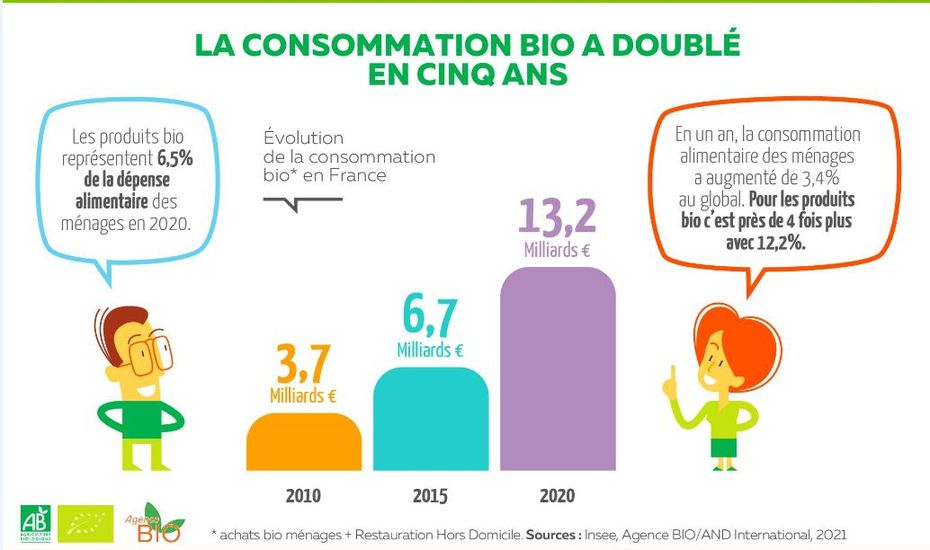 LA CONSOMMATION BIO A DOUBLÉ
EN CINQ ANS
Les produits bio
représentent 6,5%
de la dépense
alimentaire des
ménages en 2020.
Évolution
de la consommation
bio* en France
En un an, la consommation
alimentaire des ménages
a augmenté de 3,4%
au global. Pour les produits
bio c'est près de 4 fois plus
avec 12,2%.
13,2
Milliards €
6,7
Milliards €
3,7
Milliards €
2010
2015
2020
AB
AGRICULTURE
BIOLOGIQUE
Agence
BIO
* achats bio ménages + Restauration Hors Domicile. Sources : Insee, Agence BIO/AND International, 2021